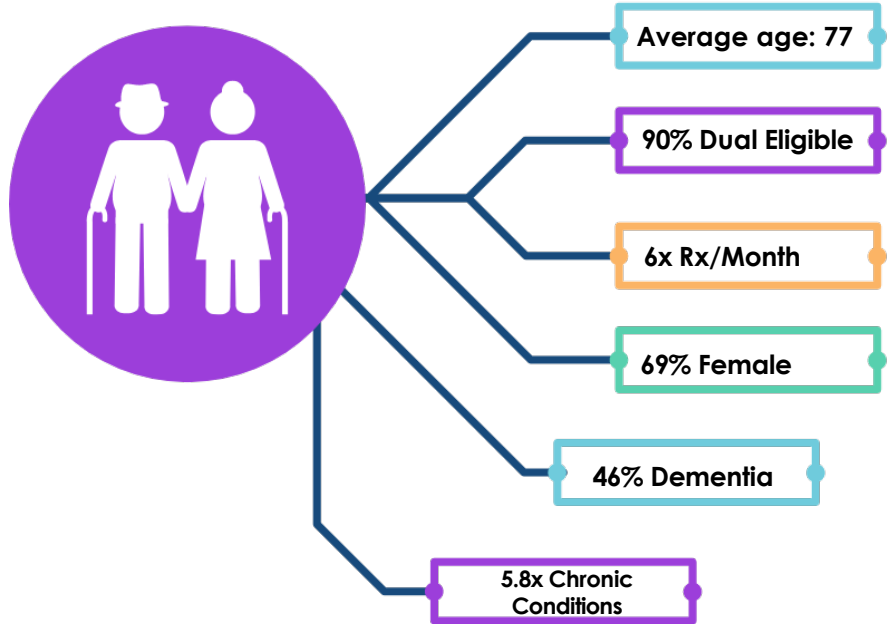 Average age: 77
90% Dual Eligible
6x Rx/Month
69% Female
46% Dementia
5.8x Chronic
Conditions